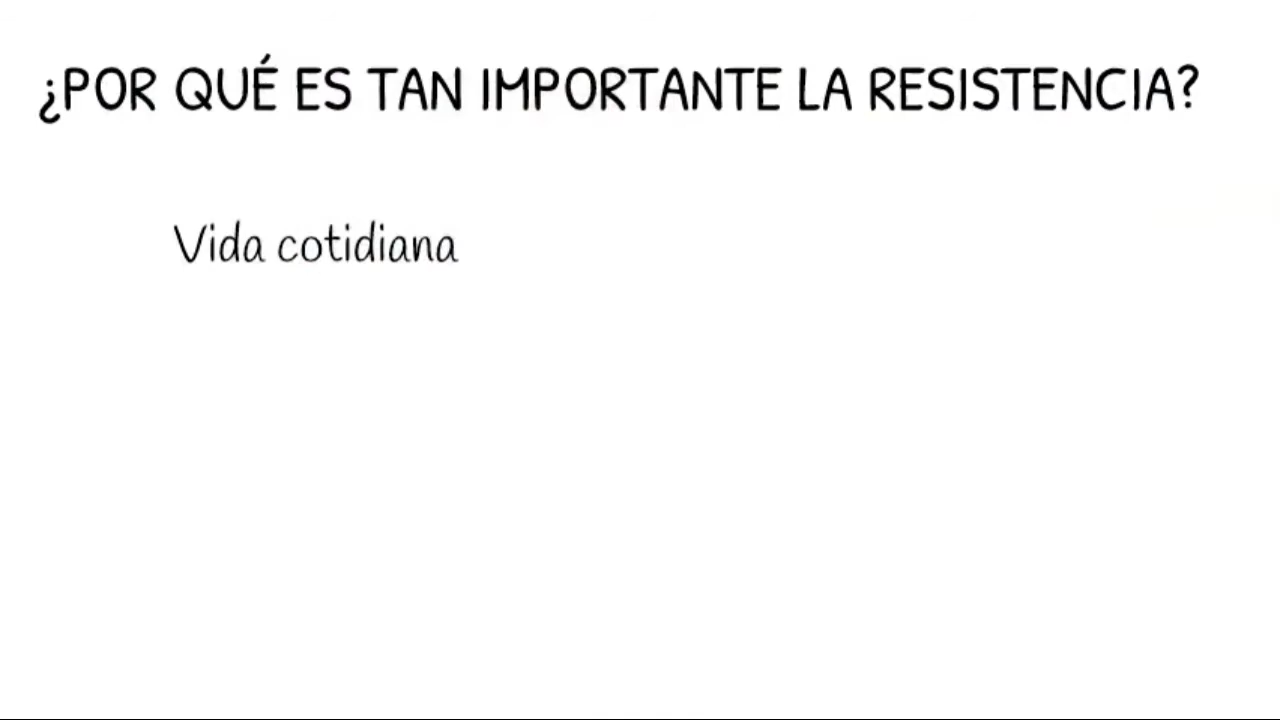 ¿POR QUÉ ES TAN IMPORTANTE LA RESISTENCIA?
Vida cotidiana